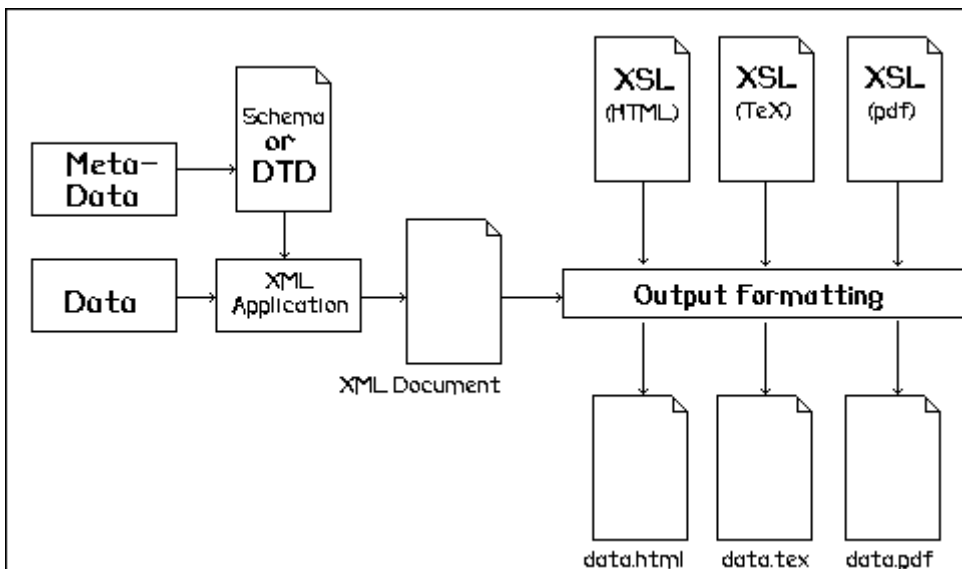 Meta-
Data
Schema
or
DTD
Data
XML
Application
XML Document
XSL
(HTML)
XSL
(TeX)
XSL
(pdf)
Output Formatting
data.html
data.tex
data.pdf